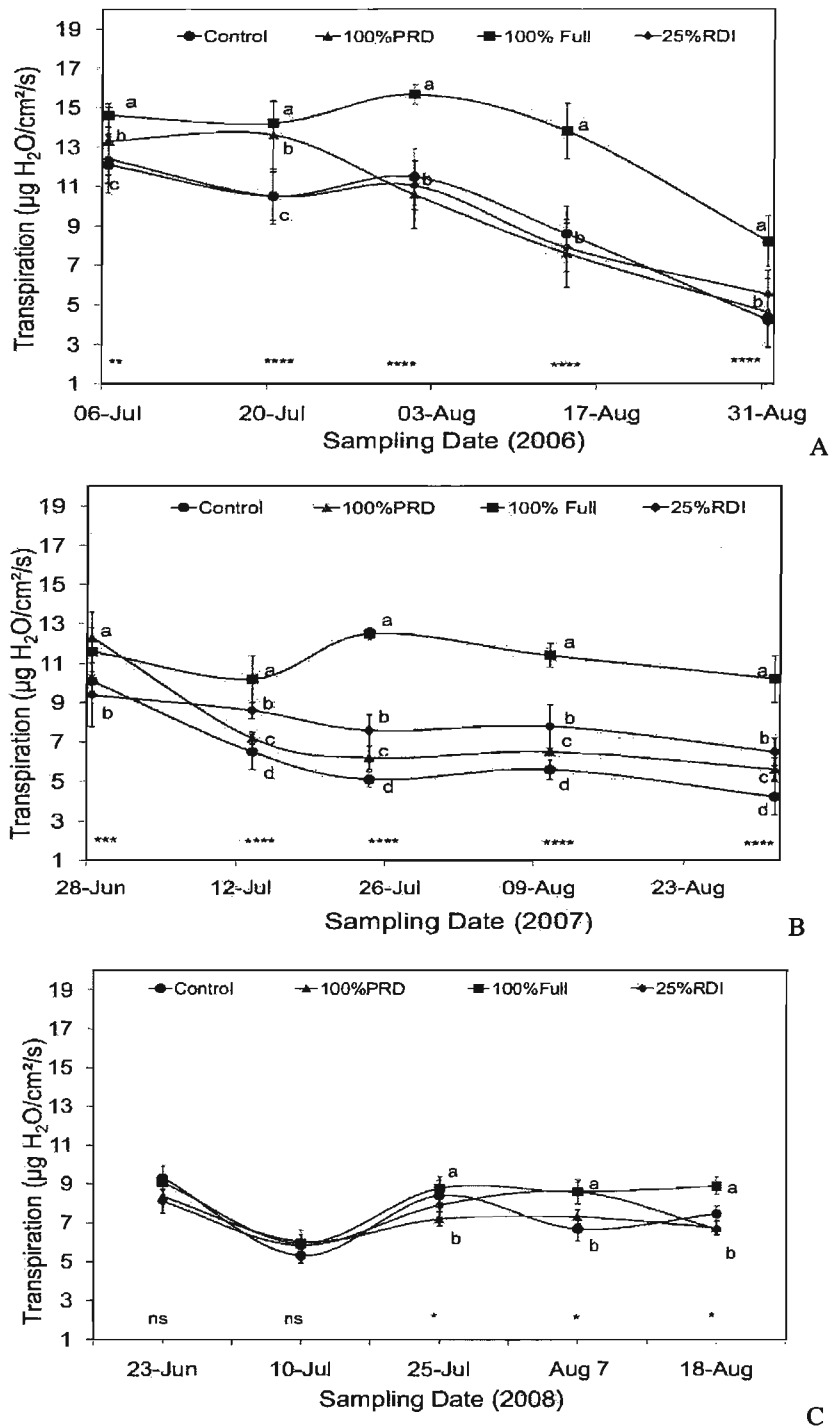 Control 100%PRD 100% Full 25%RDI
19
17
15
13
11
9
7
5
3
1
Transpiration (µg H₂O/cm²/s)
a
b
c
a
b
c
a
b
a
b
a
b
**
****
****
****
****
06-Jul 20-Jul 03-Aug 17-Aug 31-Aug
Sampling Date (2006)
A
Control 100%PRD 100% Full 25%RDI
19
17
15
13
11
9
7
5
3
1
Transpiration (µg H₂O/cm²/s)
a
b
a
b
c
d
a
b
c
d
a
b
c
d
a
b
c
d
***
****
****
****
****
28-Jun 12-Jul 26-Jul 09-Aug 23-Aug
Sampling Date (2007)
B
Control 100%PRD 100%Full 25%RDI
19
17
15
13
11
9
7
5
3
1
Transpiration (µg H₂O/cm²/s)
a
b
a
b
a
b
ns
ns
*
*
*
23-Jun 10-Jul 25-Jul Aug 7 18-Aug
Sampling Date (2008)
C